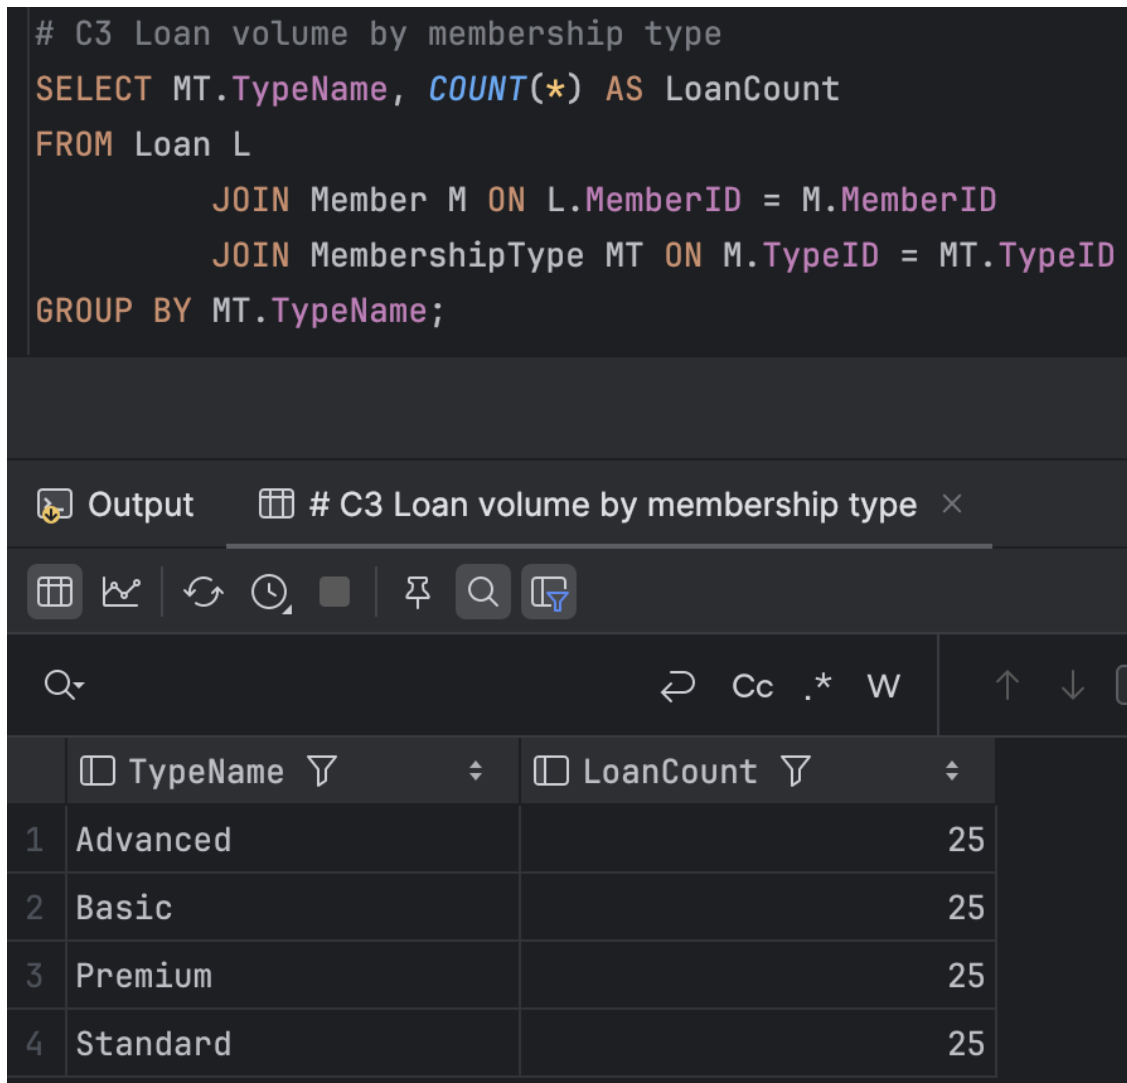 # C3 Loan volume by membership type
SELECT MT.TypeName, COUNT(*) AS LoanCount
FROM Loan L
JOIN Member M ON L.MemberID = M.MemberID
JOIN MembershipType MT ON M.TypeID = MT.TypeID
GROUP BY MT.TypeName;
Output # C3 Loan volume by membership type ×
Cc .* W
TypeName LoanCount
1 Advanced 25
2 Basic 25
3 Premium 25
4 Standard 25